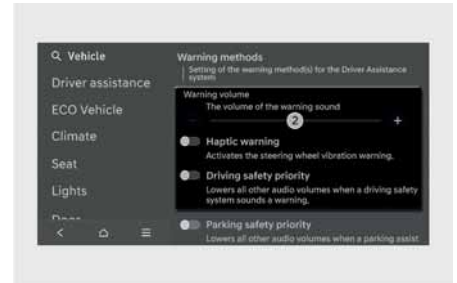 Vehicle
Driver assistance
ECO Vehicle
Climate
Seat
Lights
Door
Warning methods
Setting of the warning method(s) for the Driver Assistance
system
Warning volume
The volume of the warning sound
- 2 +
Haptic warning
Activates the steering wheel vibration warning.
Driving safety priority
Lowers all other audio volumes when a driving safety
system sounds a warning.
Parking safety priority
Lowers all other audio volumes when a parking assist